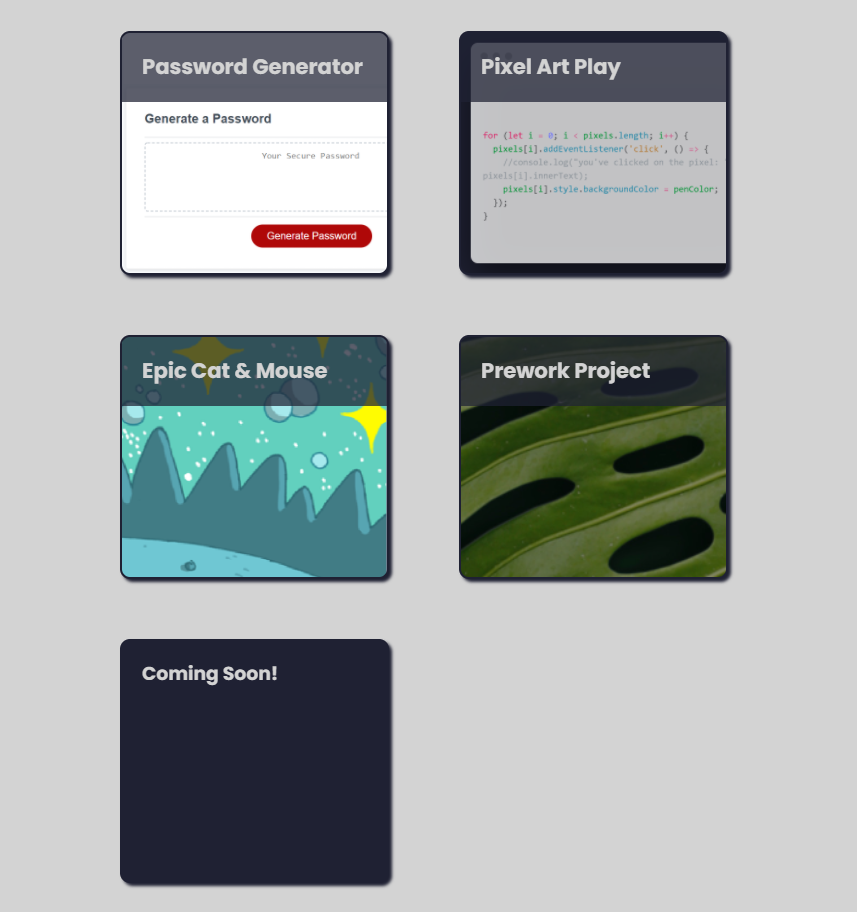 Password Generator
Generate a Password
Your Secure Password
Generate Password
Pixel Art Play
for (let i = 0; i < pixels.length; i++) {
pixels[i].addEventListener('click', () => {
//console.log("you've clicked on the pixel:
pixels[i].innerText);
pixels[i].style.backgroundColor = penColor;
});
}
Epic Cat & Mouse
Prework Project
Coming Soon!